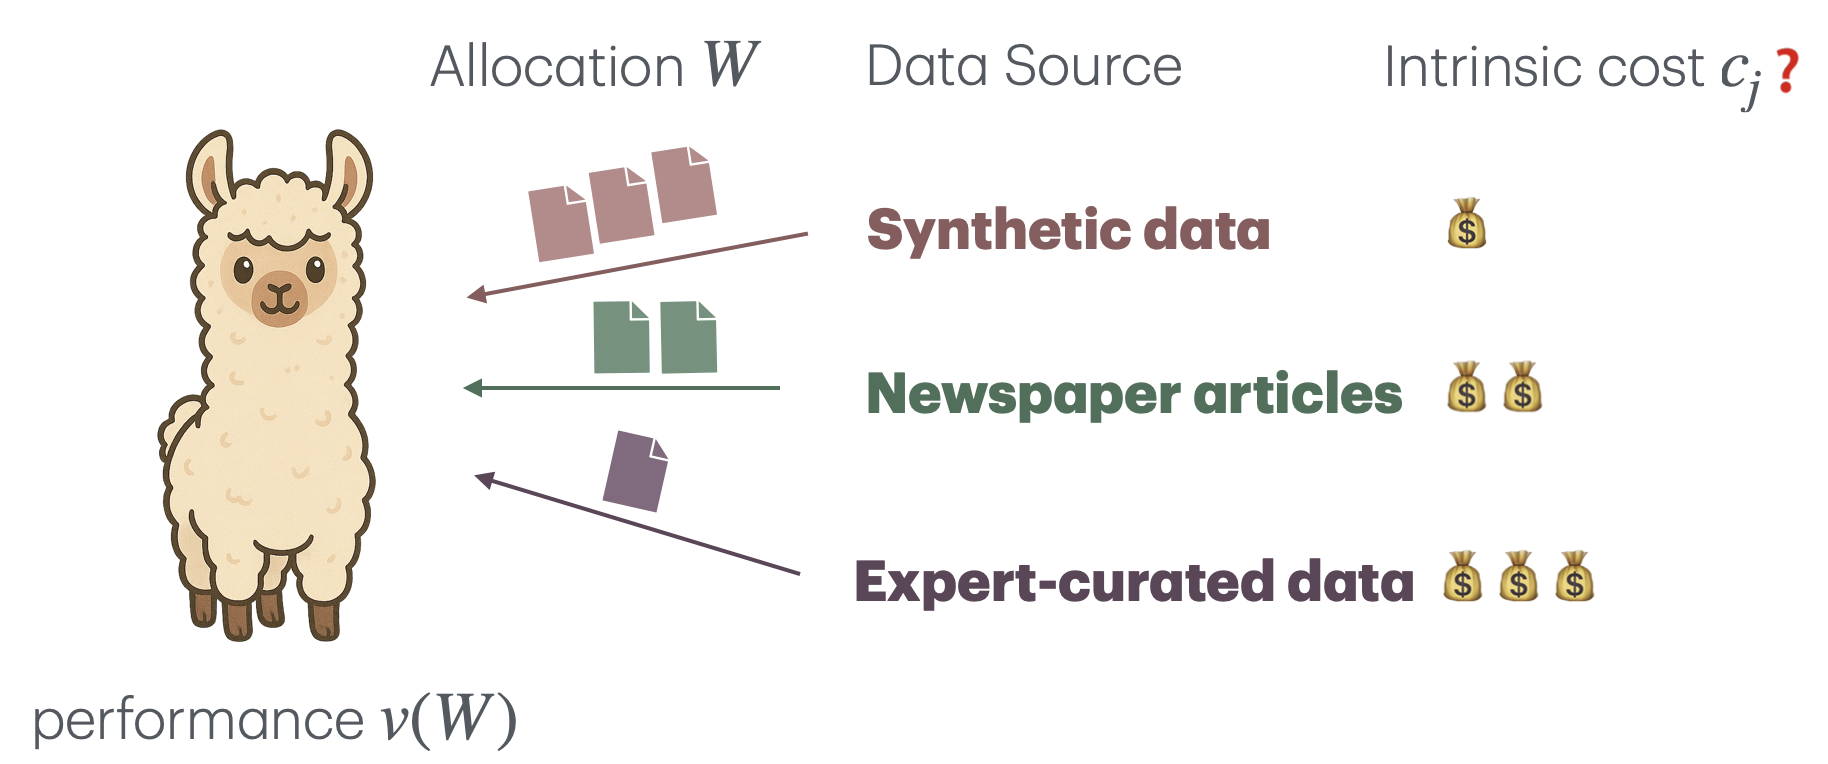 Allocation W Data Source Intrinsic cost c_j ❓
Synthetic data
Newspaper articles
Expert-curated data
performance v(W)